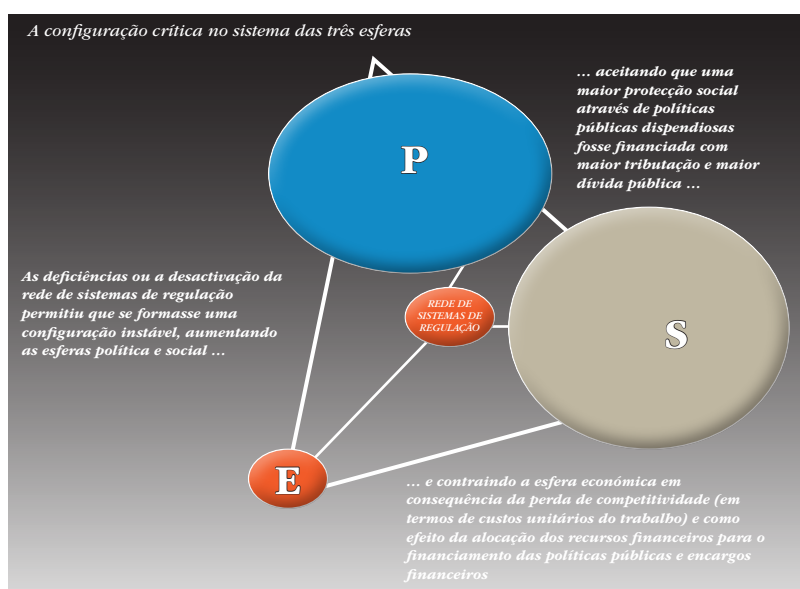 A configuração crítica no sistema das três esferas
... aceitando que uma
maior protecção social
através de políticas
públicas dispendiosas
fosse financiada com
maior tributação e maior
dívida pública ...
P
As deficiências ou a desactivação da
rede de sistemas de regulação
permitiu que se formasse uma
configuração instável, aumentando
as esferas política e social ...
REDE DE
SISTEMAS DE
REGULAÇÃO
S
E
... e contraindo a esfera económica em
consequência da perda de competitividade (em
termos de custos unitários do trabalho) e como
efeito da alocação dos recursos financeiros para o
financiamento das políticas públicas e encargos
financeiros